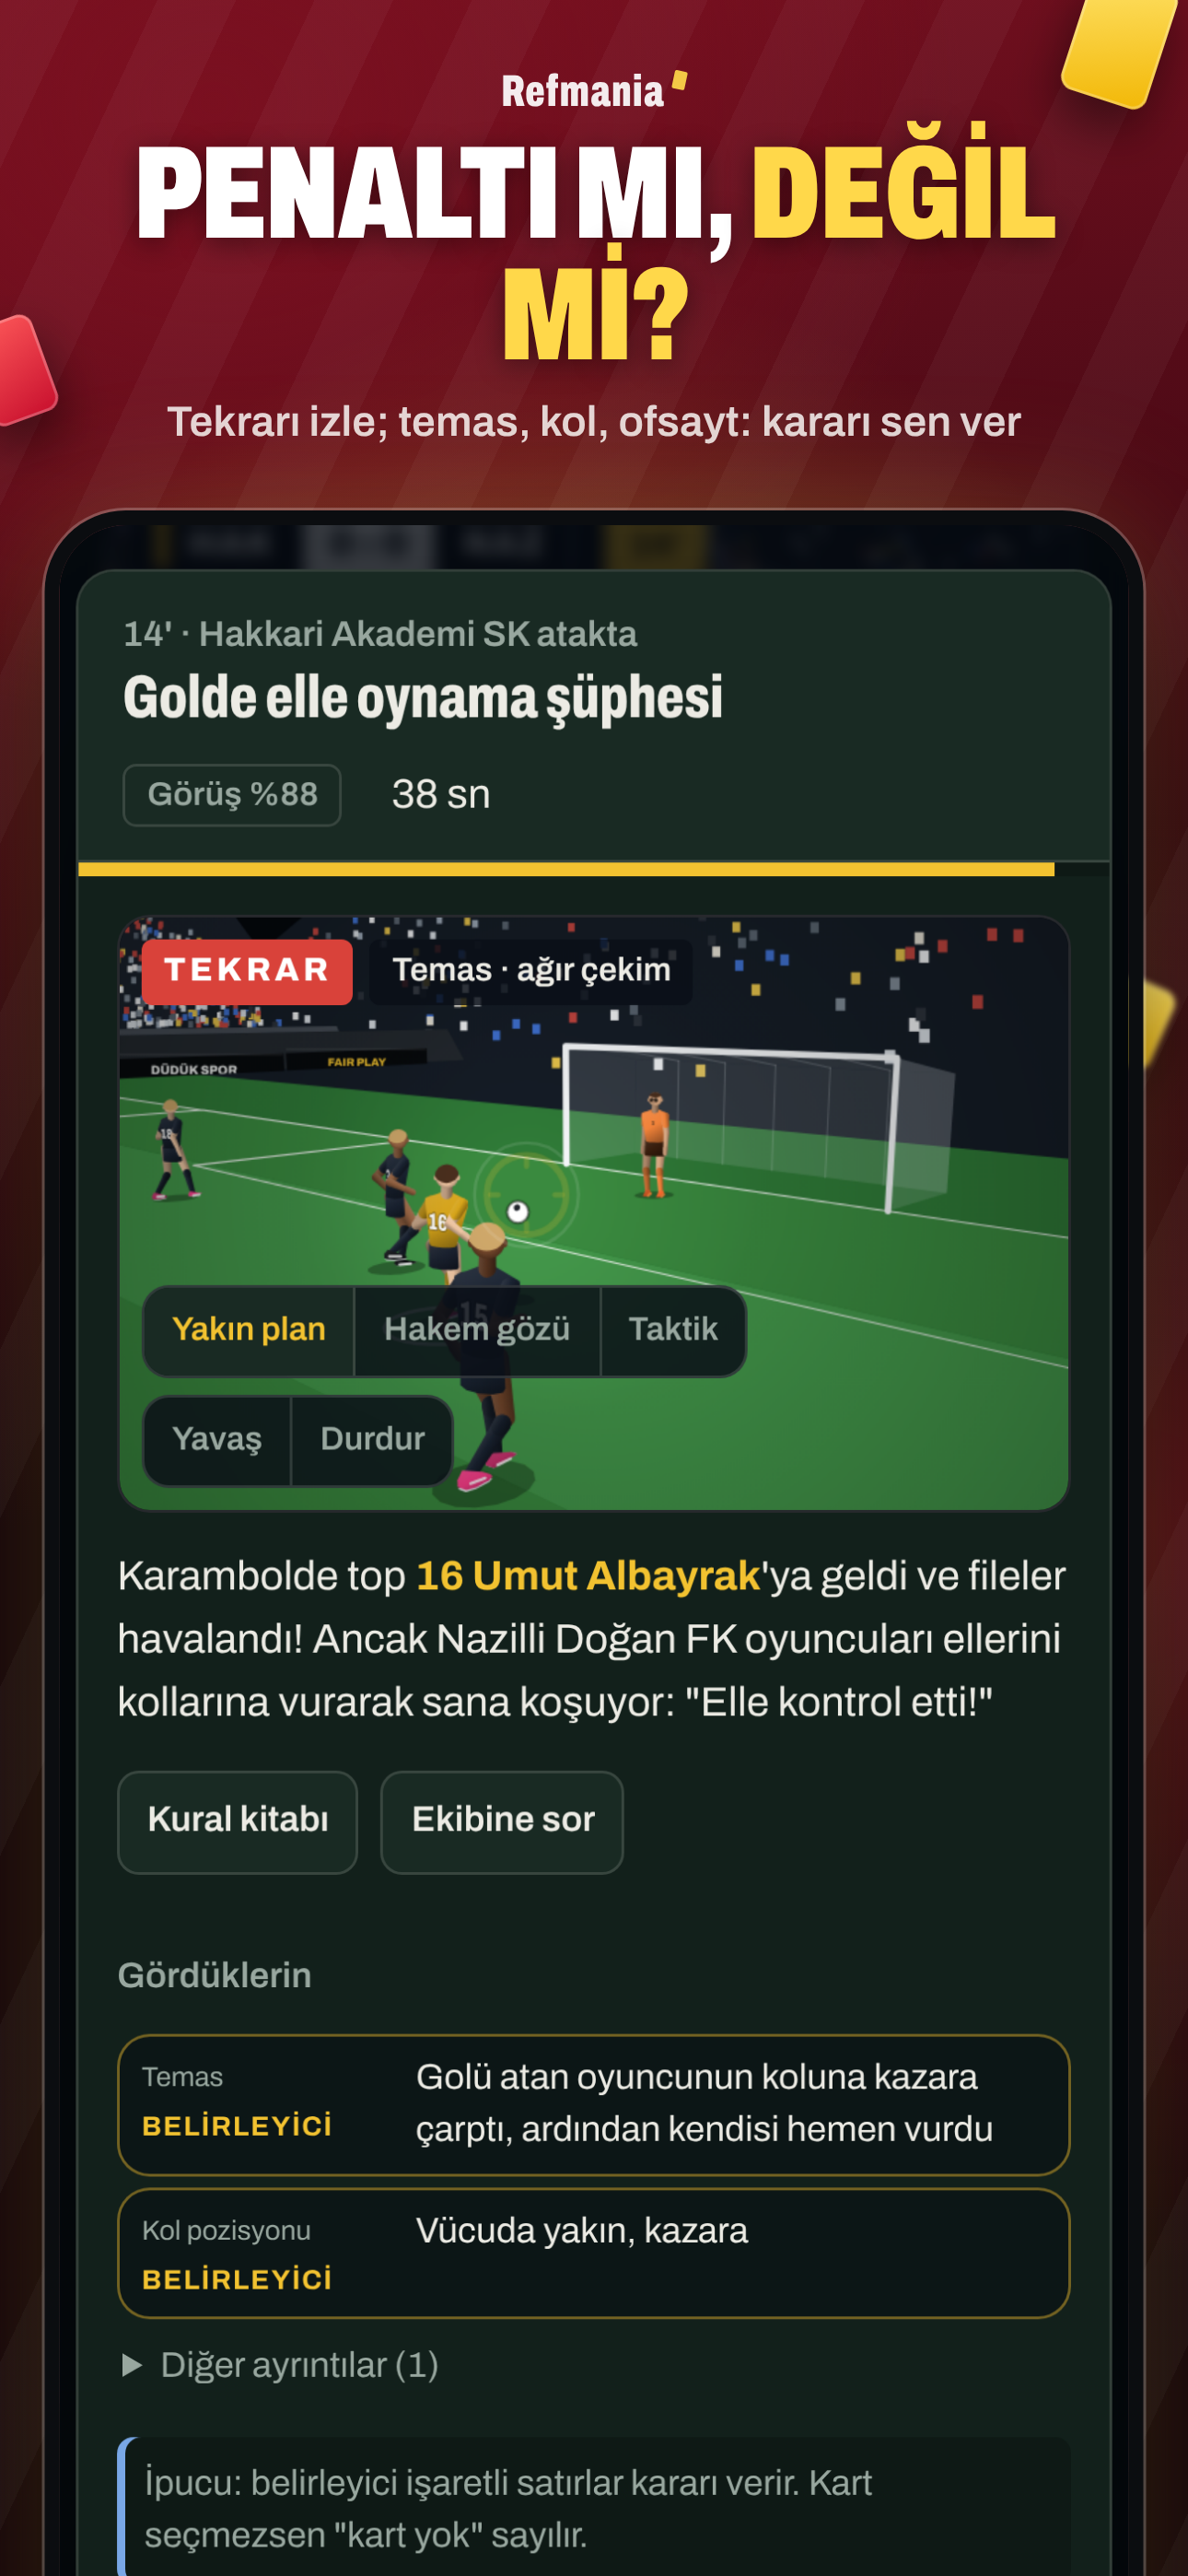 Refmania
PENALTI MI, DEĞİL
Mİ?
Tekrarı izle; temas, kol, ofsayt: kararı sen ver
14' · Hakkari Akademi SK atakta
Golde elle oynama şüphesi
Görüş %88
38 sn
TEKRAR
Temas · ağır çekim
DÜDÜK SPOR
FAIR PLAY
18
16
15
Yakın plan
Hakem gözü
Taktik
Yavaş
Durdur
Karambolde top 16 Umut Albayrak'ya geldi ve fileler
havalandı! Ancak Nazilli Doğan FK oyuncuları ellerini
kollarına vurarak sana koşuyor: "Elle kontrol etti!"
Kural kitabı
Ekibine sor
Gördüklerin
Temas
BELİRLEYİCİ
Golü atan oyuncunun koluna kazara
çarptı, ardından kendisi hemen vurdu
Kol pozisyonu
BELİRLEYİCİ
Vücuda yakın, kazara
▶ Diğer ayrıntılar (1)
İpucu: belirleyici işaretli satırlar kararı verir. Kart
seçmezsen "kart yok" sayılır.